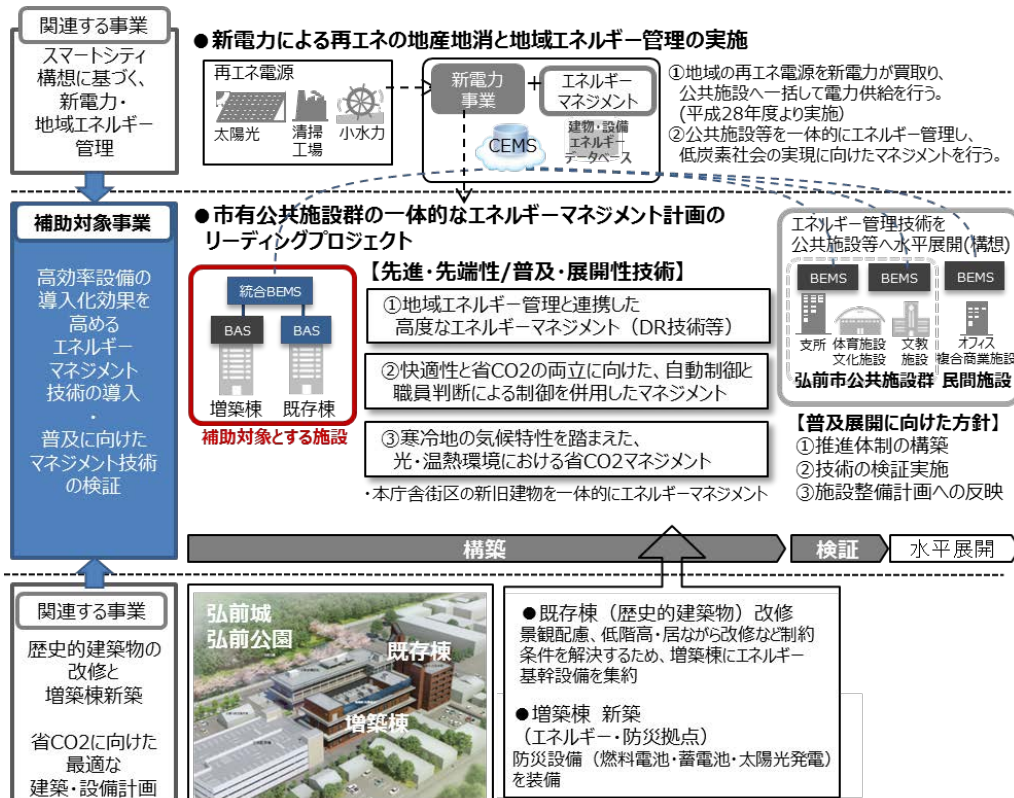 関連する事業
スマートシティ
構想に基づく、
新電力・
地域エネルギー
管理
●新電力による再エネの地産地消と地域エネルギー管理の実施
再エネ電源
太陽光
清掃
工場
小水力
新電力
事業
+
エネルギー
マネジメント
CEMS
建物・設備
エネルギー
データベース
①地域の再エネ電源を新電力が買取り、
公共施設へ一括して電力供給を行う。
(平成28年度より実施)
②公共施設等を一体的にエネルギー管理し、
低炭素社会の実現に向けたマネジメントを行う。
補助対象事業
高効率設備の
導入化効果を
高める
エネルギー
マネジメント
技術の導入
・
普及に向けた
マネジメント技術
の検証
●市有公共施設群の一体的なエネルギーマネジメント計画の
リーディングプロジェクト
統合BEMS
BAS
BAS
増築棟
既存棟
補助対象とする施設
【先進・先端性/普及・展開性技術】
①地域エネルギー管理と連携した
高度なエネルギーマネジメント（DR技術等）
②快適性と省CO2の両立に向けた、自動制御と
職員判断による制御を併用したマネジメント
③寒冷地の気候特性を踏まえた、
光・温熱環境における省CO2マネジメント
・本庁舎街区の新旧建物を一体的にエネルギーマネジメント
エネルギー管理技術を
公共施設等へ水平展開(構想)
BEMS
BEMS
BEMS
支所
体育施設
文化施設
文教
施設
オフィス
複合商業施設
弘前市公共施設群
民間施設
【普及展開に向けた方針】
①推進体制の構築
②技術の検証実施
③施設整備計画への反映
構築
検証
水平展開
関連する事業
歴史的建築物の
改修と
増築棟新築
省CO2に向けた
最適な
建築・設備計画
弘前城
弘前公園
既存棟
増築棟
●既存棟（歴史的建築物）改修
景観配慮、低階高・居ながら改修など制約
条件を解決するため、増築棟にエネルギー
基幹設備を集約
●増築棟 新築
（エネルギー・防災拠点）
防災設備（燃料電池・蓄電池・太陽光発電）
を装備